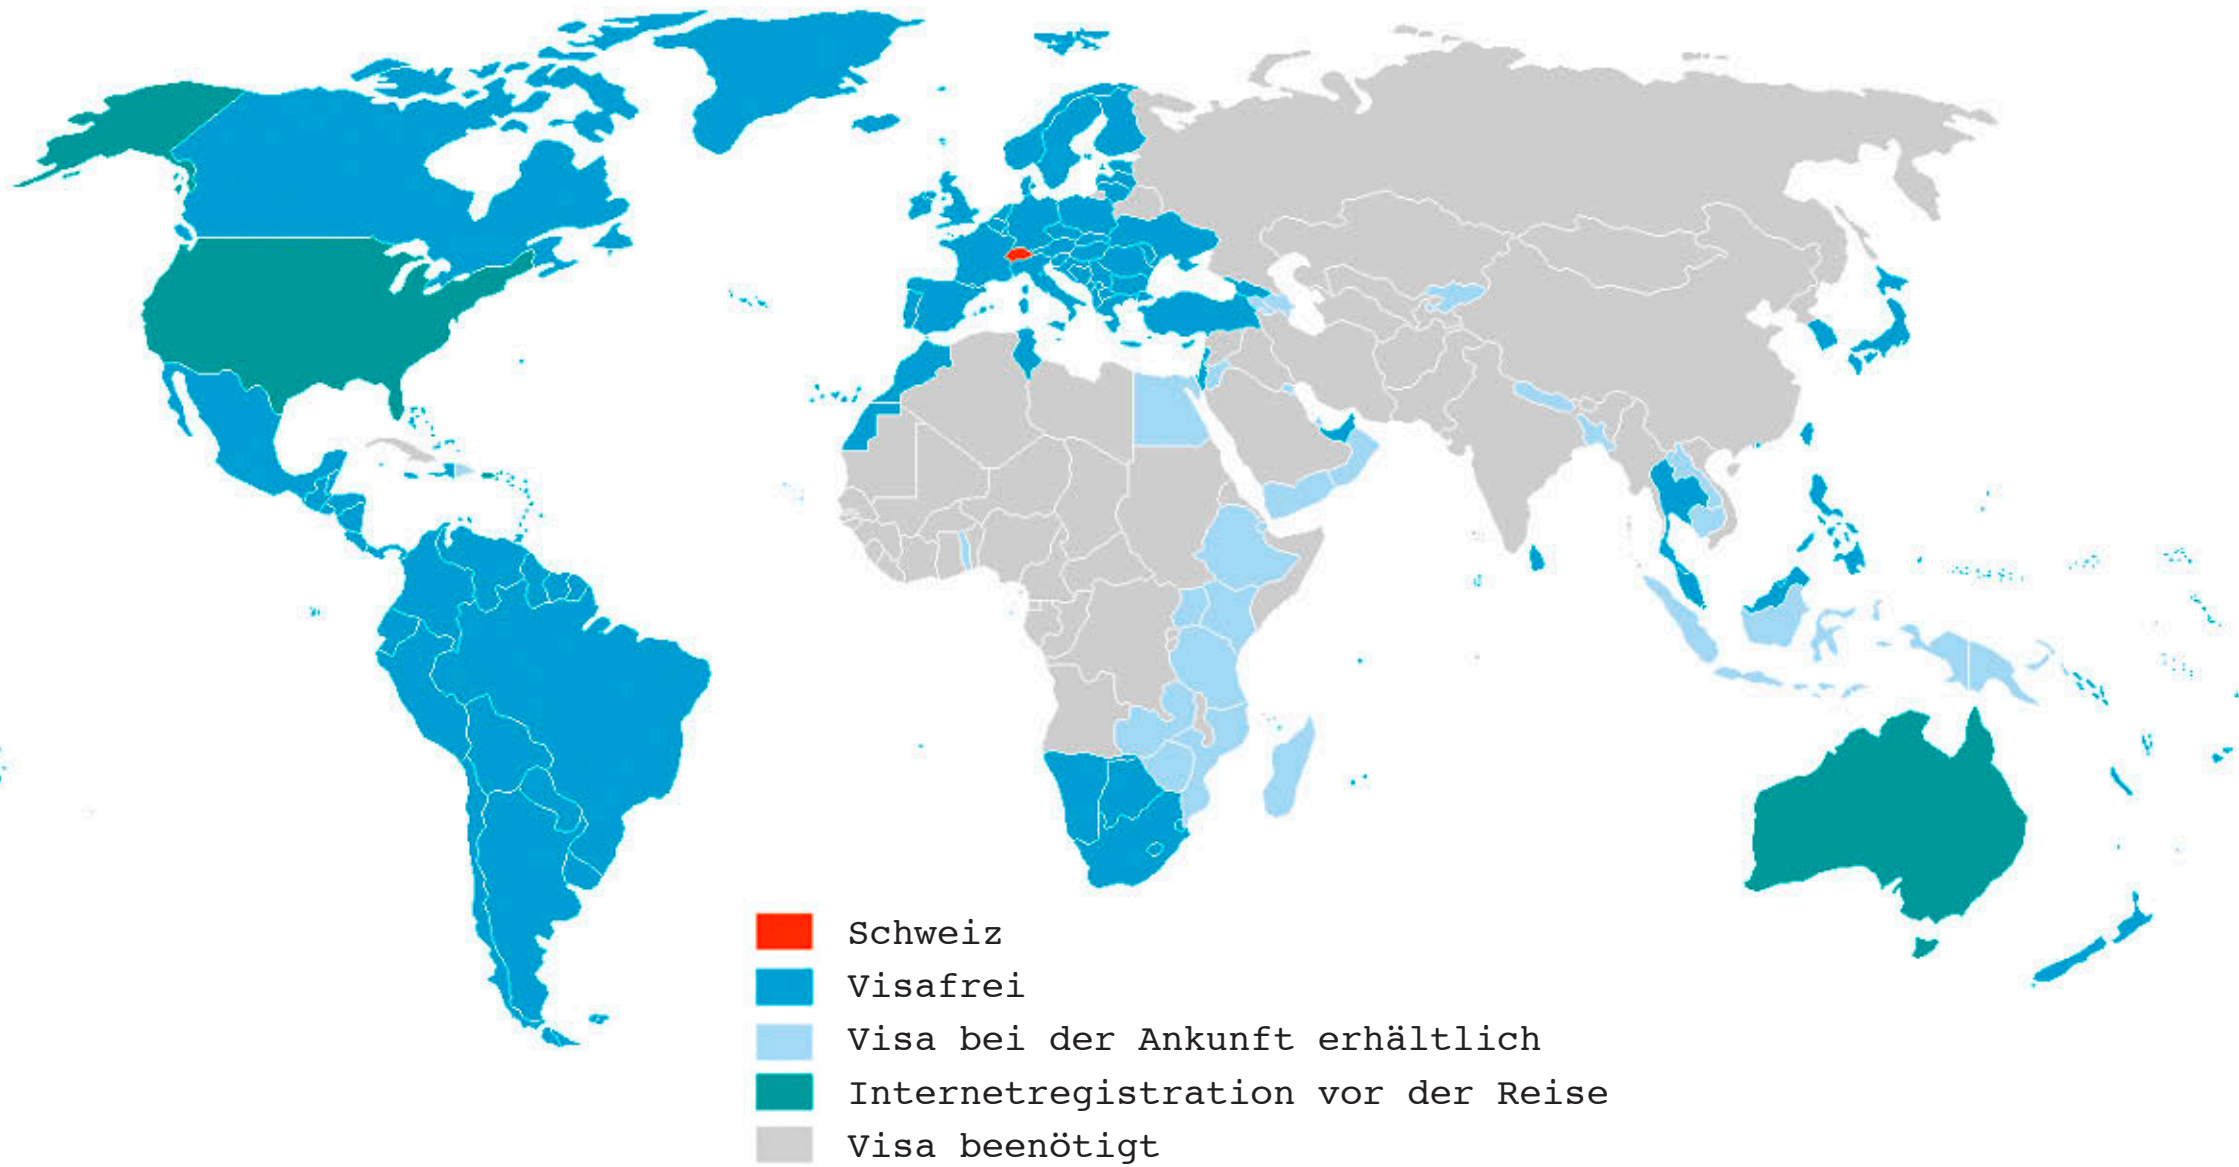 Schweiz
Visafrei
Visa bei der Ankunft erhältlich
Internetregistration vor der Reise
Visa beenötigt